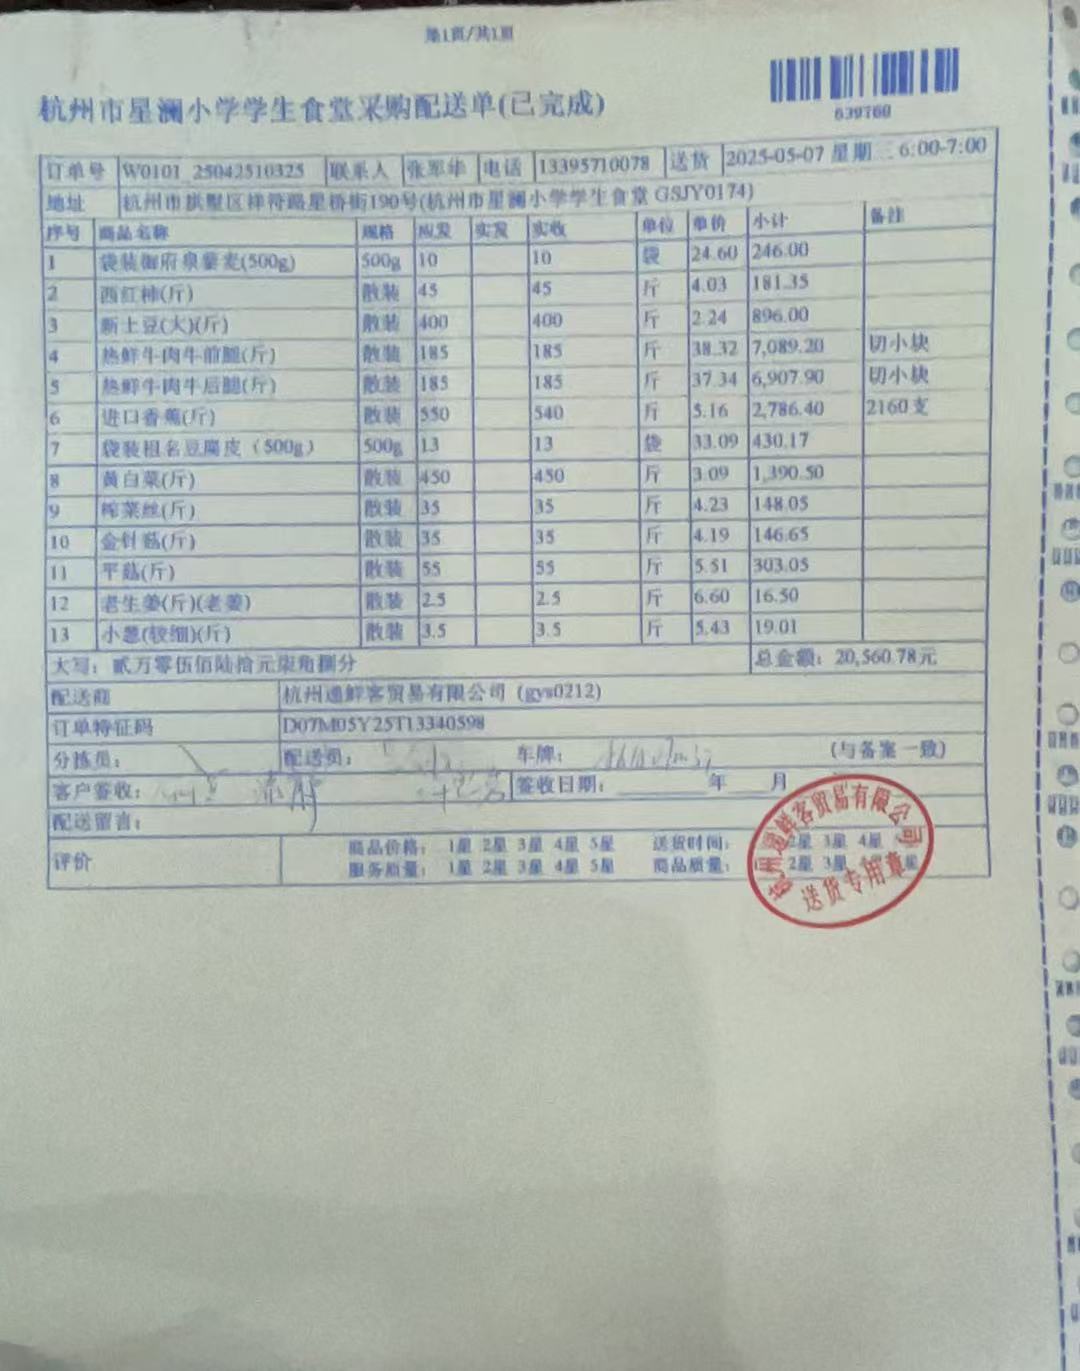 第1页/共1页
639760
杭州市星澜小学学生食堂采购配送单(已完成)
订单号 W0101_25042510325 联系人 张军华 电话 13395710078 送货 2025-05-07 星期三 6:00-7:00
地址 杭州市拱墅区祥符路星桥街190号(杭州市星澜小学学生食堂 GSJY0174)
序号 商品名称 规格 应发 实发 实收 单位 单价 小计 备注
1 袋装御府泉藜麦(500g) 500g 10 10 袋 24.60 246.00
2 西红柿(斤) 散装 45 45 斤 4.03 181.35
3 新土豆(大)(斤) 散装 400 400 斤 2.24 896.00
4 热鲜牛肉牛前腿(斤) 散装 185 185 斤 38.32 7,089.20 切小块
5 热鲜牛肉牛后腿(斤) 散装 185 185 斤 37.34 6,907.90 切小块
6 进口香蕉(斤) 散装 550 540 斤 5.16 2,786.40 2160支
7 袋装祖名豆腐皮（500g） 500g 13 13 袋 33.09 430.17
8 黄白菜(斤) 散装 450 450 斤 3.09 1,390.50
9 榨菜丝(斤) 散装 35 35 斤 4.23 148.05
10 金针菇(斤) 散装 35 35 斤 4.19 146.65
11 平菇(斤) 散装 55 55 斤 5.51 303.05
12 老生姜(斤)(老姜) 散装 2.5 2.5 斤 6.60 16.50
13 小葱(较细)(斤) 散装 3.5 3.5 斤 5.43 19.01
大写：贰万零伍佰陆拾元柒角捌分 总金额：20,560.78元
配送商 杭州通鲜客贸易有限公司 (gys0212)
订单特征码 D07M05Y25T13340598
分拣员： 配送员： 车牌： (与备案一致)
客户签收： 签收日期：______年____月
配送留言：
评价 商品价格： 1星 2星 3星 4星 5星 送货时间： 2星 3星 4星
服务质量： 1星 2星 3星 4星 5星 商品质量： 2星 3星 星
杭州通鲜客贸易有限公司
送货专用章